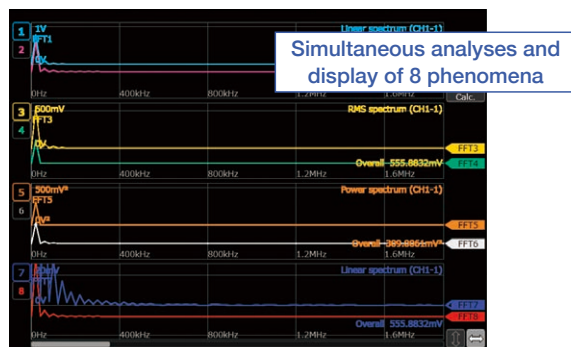 1 1V Linear spectrum (CH1-1)
2 FFT1
0V
Simultaneous analyses and
display of 8 phenomena
0Hz 400kHz 800kHz 1.2MHz 1.6MHz Calc.
3 500mV RMS spectrum (CH1-1)
FFT3
4 0V FFT3
Overall 555.8832mV FFT4
0Hz 400kHz 800kHz 1.2MHz 1.6MHz
5 500mV² Power spectrum (CH1-1)
FFT5
6 0V² FFT5
Overall 309.0061mV² FFT6
0Hz 400kHz 800kHz 1.2MHz 1.6MHz
7 Linear spectrum (CH1-1)
8 0V FFT7
Overall 555.8832mV FFT8
0Hz 400kHz 800kHz 1.2MHz 1.6MHz